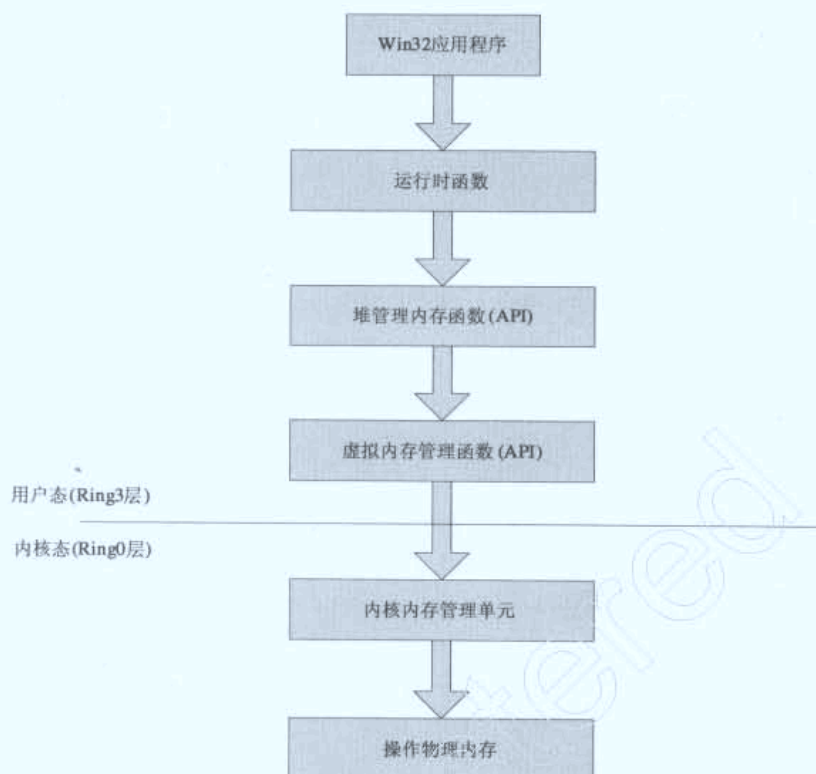 Win32应用程序
运行时函数
堆管理内存函数(API)
虚拟内存管理函数(API)
用户态(Ring3层)
内核态(Ring0层)
内核内存管理单元
操作物理内存
tered